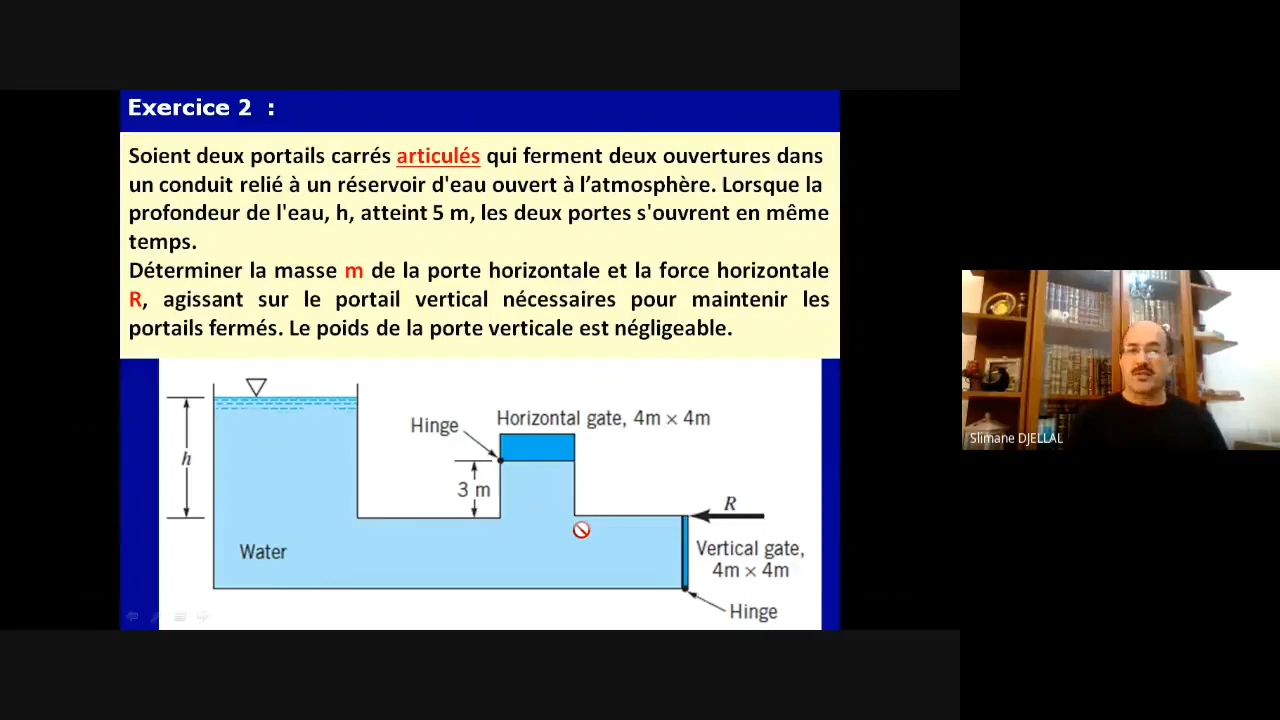 Exercice 2 :
Soient deux portails carrés articulés qui ferment deux ouvertures dans
un conduit relié à un réservoir d'eau ouvert à l’atmosphère. Lorsque la
profondeur de l'eau, h, atteint 5 m, les deux portes s'ouvrent en même
temps.
Déterminer la masse m de la porte horizontale et la force horizontale
R, agissant sur le portail vertical nécessaires pour maintenir les
portails fermés. Le poids de la porte verticale est négligeable.
Hinge
Horizontal gate, 4m × 4m
h
3 m
R
Water
Vertical gate,
4m × 4m
Hinge
Slimane DJELLAL